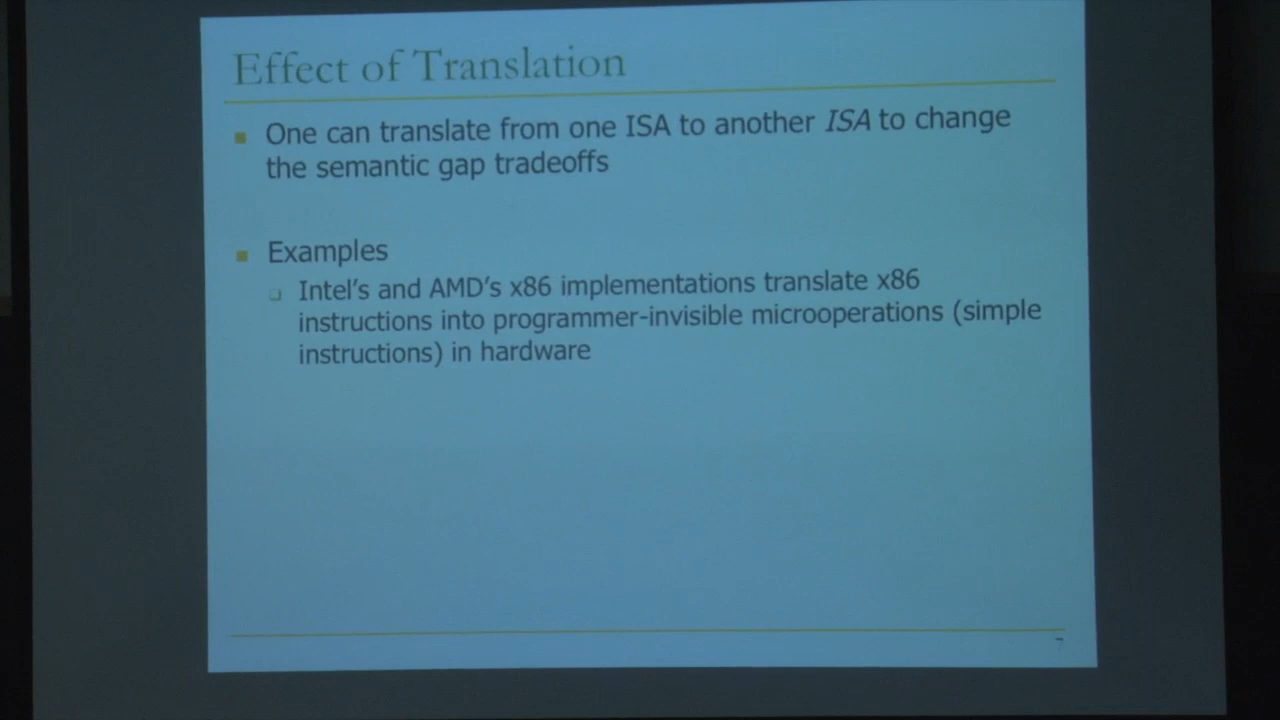 Effect of Translation
One can translate from one ISA to another ISA to change
the semantic gap tradeoffs
Examples
Intel's and AMD's x86 implementations translate x86
instructions into programmer-invisible microoperations (simple
instructions) in hardware
7